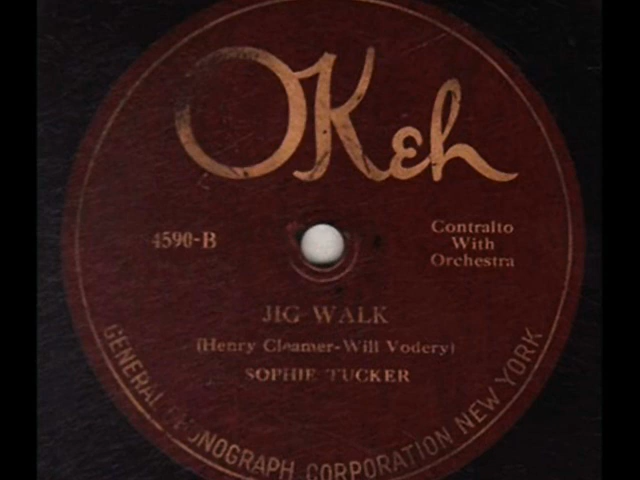 OKeh
4590-B
Contralto
With
Orchestra
JIG WALK
(Henry Cleamer-Will Vodery)
SOPHIE TUCKER
GENERAL PHONOGRAPH CORPORATION NEW YORK